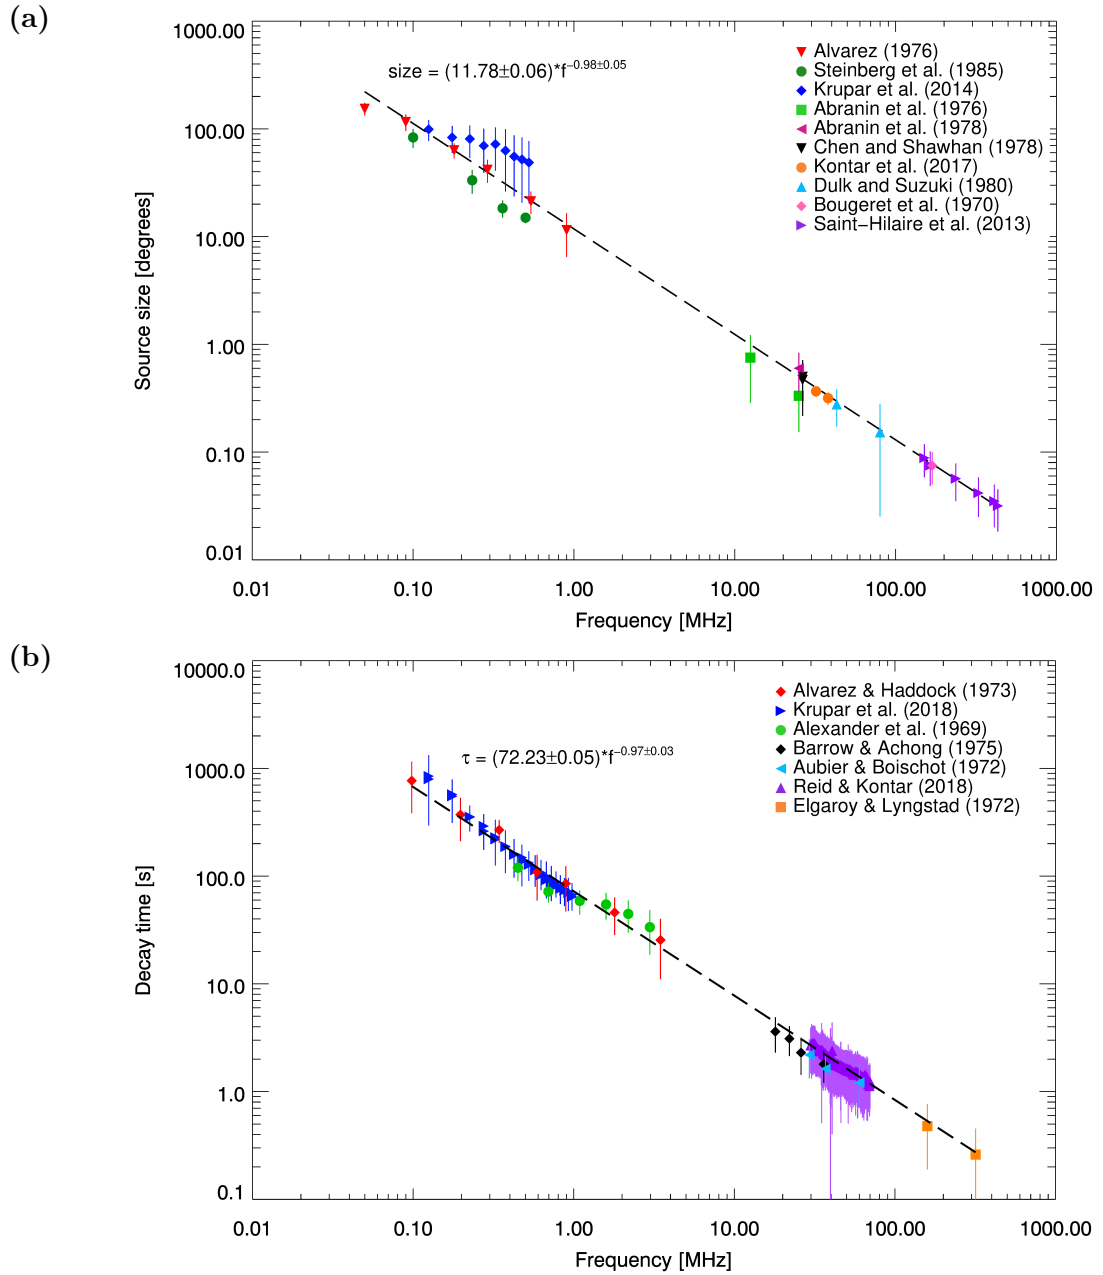 (a)
1000.00
100.00
10.00
1.00
0.10
0.01
Source size [degrees]
size = (11.78±0.06)*f^−0.98±0.05
Alvarez (1976)
Steinberg et al. (1985)
Krupar et al. (2014)
Abranin et al. (1976)
Abranin et al. (1978)
Chen and Shawhan (1978)
Kontar et al. (2017)
Dulk and Suzuki (1980)
Bougeret et al. (1970)
Saint−Hilaire et al. (2013)
0.01 0.10 1.00 10.00 100.00 1000.00
Frequency [MHz]
(b)
10000.0
1000.0
100.0
10.0
1.0
0.1
Decay time [s]
τ = (72.23±0.05)*f^−0.97±0.03
Alvarez & Haddock (1973)
Krupar et al. (2018)
Alexander et al. (1969)
Barrow & Achong (1975)
Aubier & Boischot (1972)
Reid & Kontar (2018)
Elgaroy & Lyngstad (1972)
0.01 0.10 1.00 10.00 100.00 1000.00
Frequency [MHz]